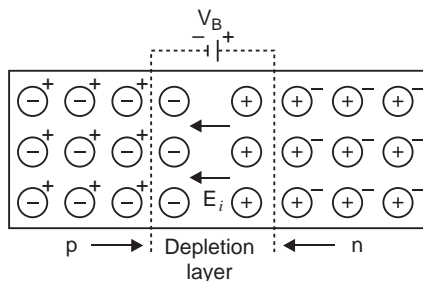 V_B
− +
− + − + − + − + + − + − + −
− + − + − + − + + − + − + −
E_i
− + − + − + − + + − + − + −
p Depletion n
layer